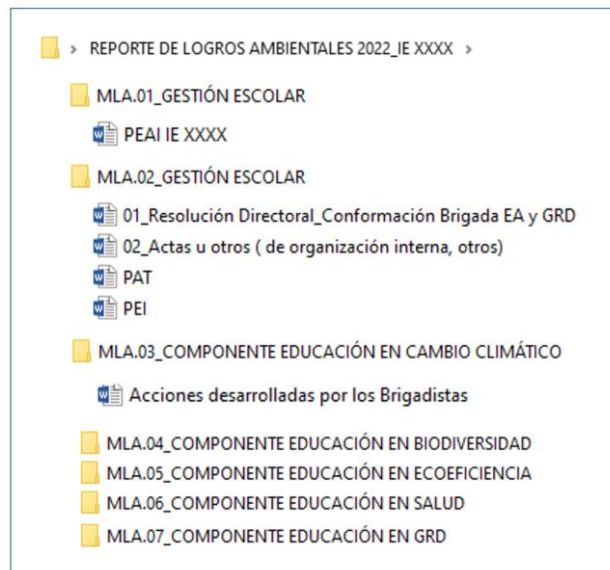 > REPORTE DE LOGROS AMBIENTALES 2022_IE XXXX >
MLA.01_GESTIÓN ESCOLAR
PEAI IE XXXX
MLA.02_GESTIÓN ESCOLAR
01_Resolución Directoral_Conformación Brigada EA y GRD
02_Actas u otros ( de organización interna, otros)
PAT
PEI
MLA.03_COMPONENTE EDUCACIÓN EN CAMBIO CLIMÁTICO
Acciones desarrolladas por los Brigadistas
MLA.04_COMPONENTE EDUCACIÓN EN BIODIVERSIDAD
MLA.05_COMPONENTE EDUCACIÓN EN ECOEFICIENCIA
MLA.06_COMPONENTE EDUCACIÓN EN SALUD
MLA.07_COMPONENTE EDUCACIÓN EN GRD